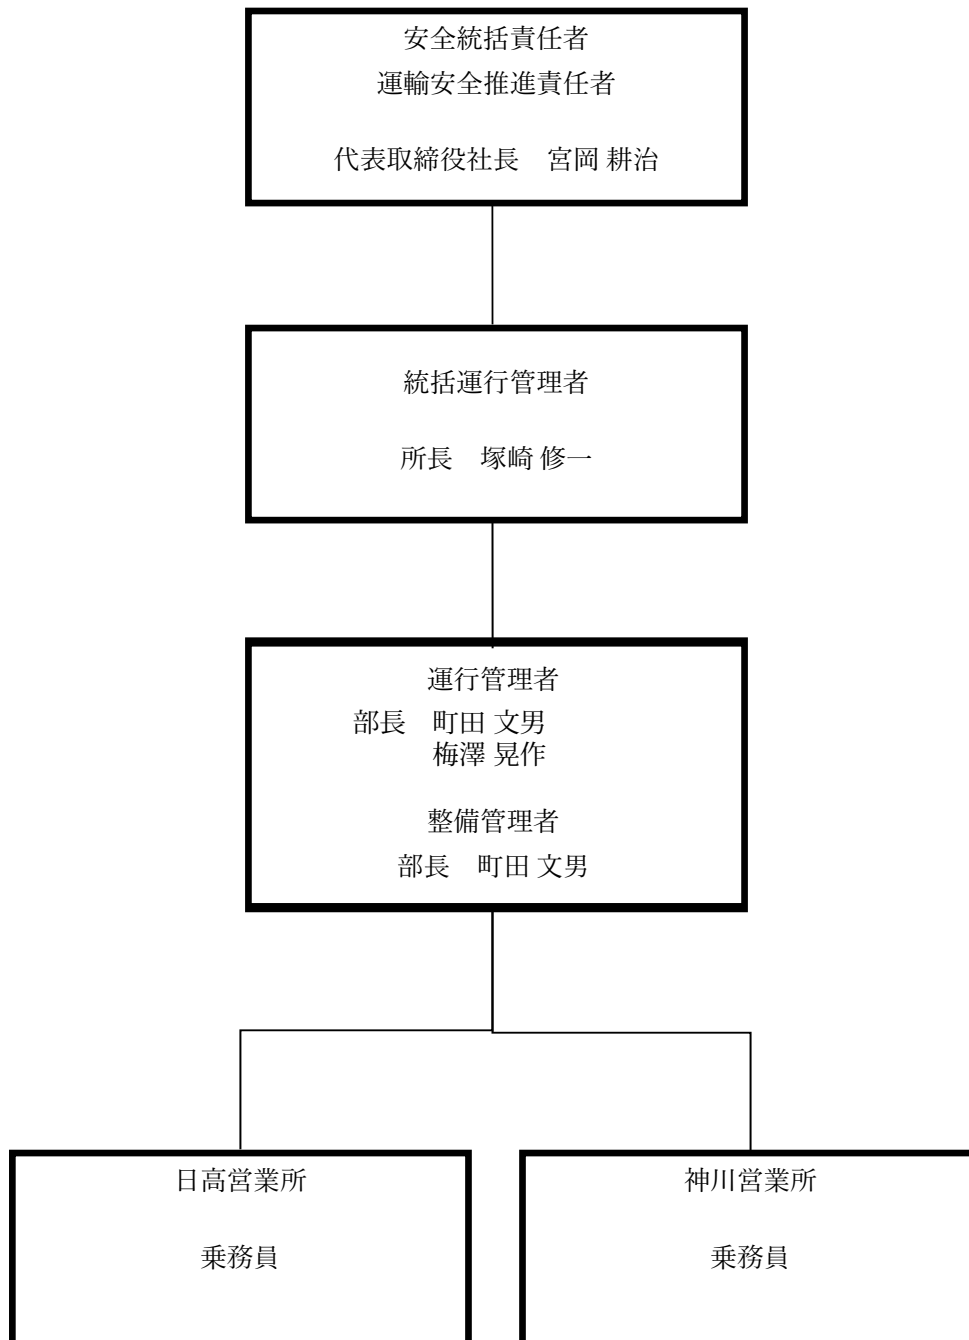 安全統括責任者
運輸安全推進責任者
代表取締役社長　宮岡 耕治
統括運行管理者
所長　塚崎 修一
運行管理者
部長　町田 文男
梅澤 晃作
整備管理者
部長　町田 文男
日高営業所
乗務員
神川営業所
乗務員